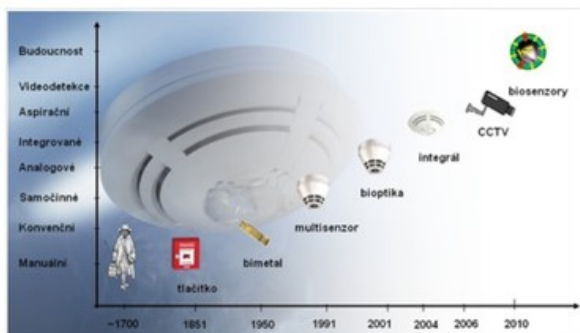 Budoucnost
Videodetekce
Aspirační
Integrované
Analogové
Samočinné
Konvenční
Manuální
biosenzory
CCTV
integrál
bioptika
multisenzor
bimetal
tlačítko
~1700 1851 1950 1991 2001 2004 2006 2010